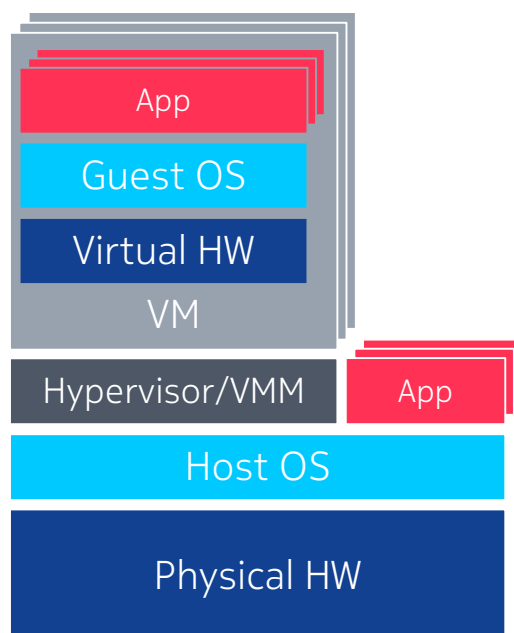 App
Guest OS
Virtual HW
VM
Hypervisor/VMM
App
Host OS
Physical HW